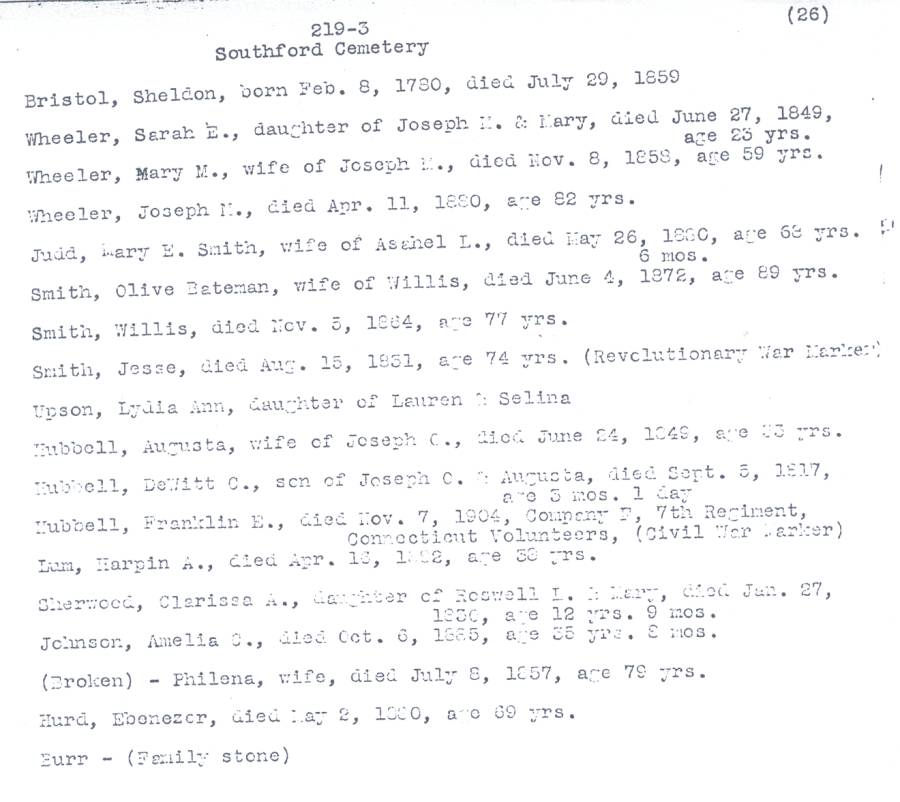 (26)
219-3
Southford Cemetery
Bristol, Sheldon, born Feb. 8, 1780, died July 29, 1859
Wheeler, Sarah E., daughter of Joseph M. & Mary, died June 27, 1849,
age 23 yrs.
Wheeler, Mary M., wife of Joseph M., died Nov. 8, 1858, age 59 yrs.
Wheeler, Joseph M., died Apr. 11, 1880, age 82 yrs.
Judd, Mary E. Smith, wife of Asahel L., died May 26, age 68 yrs.
6 mos.
Smith, Olive Bateman, wife of Willis, died June 4, 1872, age 89 yrs.
Smith, Willis, died Nov. 5, 1864, age 77 yrs.
Smith, Jesse, died Aug. 15, 1831, age 74 yrs. (Revolutionary War Marker)
Upson, Lydia Ann, daughter of Lauren & Selina
Hubbell, Augusta, wife of Joseph C., died June 24, 1849, age yrs.
Hubbell, DeWitt C., son of Joseph C. & Augusta, died Sept. 5,
age 3 mos. 1 day
Hubbell, Franklin E., died Nov. 7, 1904, Company F, 7th Regiment,
Connecticut Volunteers, (Civil War Marker)
Lum, Harpin A., died Apr. age yrs.
Sherwood, Clarissa A., daughter of Roswell L. & Mary, died Jan. 27,
age 12 yrs. 9 mos.
Johnson, Amelia died Oct. 6, 1885, age 35 yrs. mos.
(Broken) - Philena, wife, died July 8, 1857, age 79 yrs.
Hurd, Ebenezer, died May 2, age 69 yrs.
Burr - (Family stone)